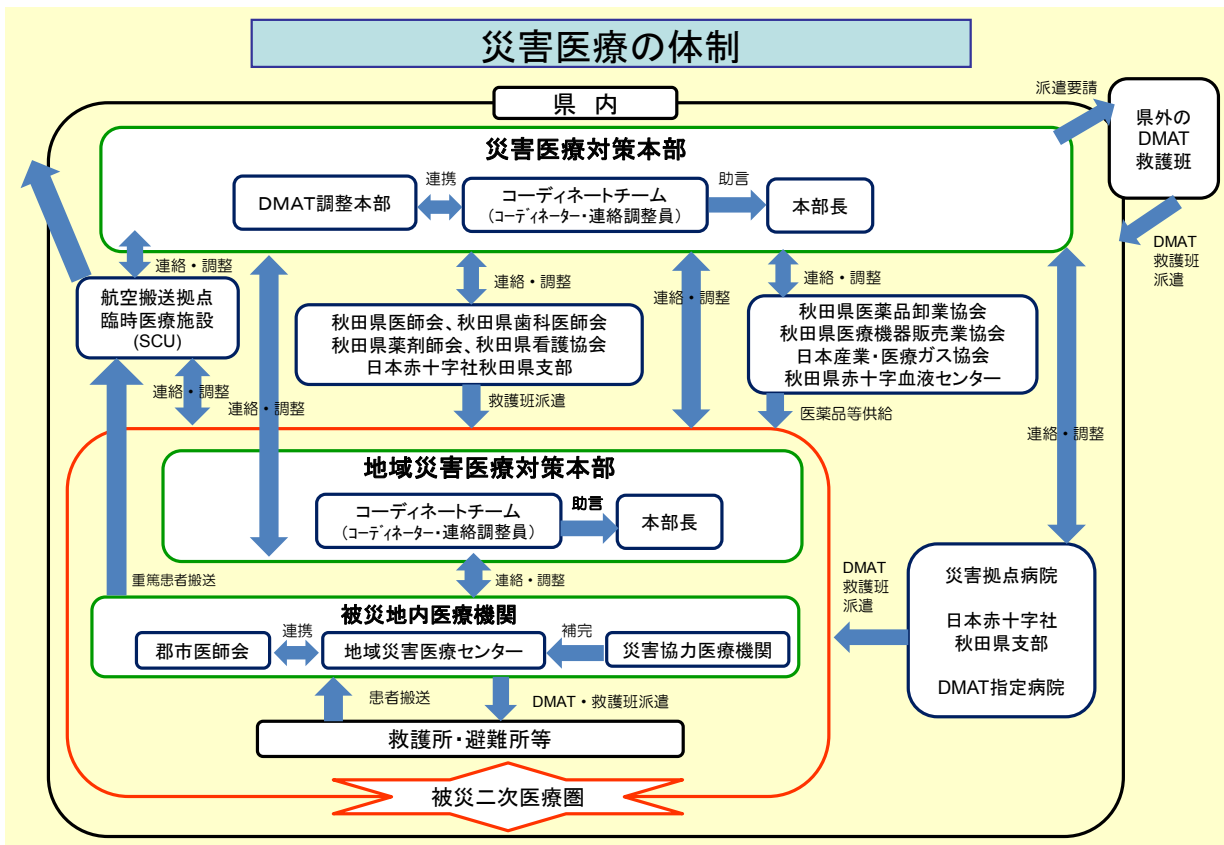 災害医療の体制
県 内
派遣要請
県外の
DMAT
救護班
災害医療対策本部
DMAT調整本部
連携
コーディネートチーム
(ｺｰﾃﾞｨﾈｰﾀｰ・連絡調整員)
助言
本部長
DMAT
救護班
派遣
連絡・調整
連絡・調整
連絡・調整
連絡・調整
航空搬送拠点
臨時医療施設
(SCU)
秋田県医師会、秋田県歯科医師会
秋田県薬剤師会、秋田県看護協会
日本赤十字社秋田県支部
秋田県医薬品卸業協会
秋田県医療機器販売業協会
日本産業・医療ガス協会
秋田県赤十字血液センター
連絡・調整
連絡・調整
救護班派遣
医薬品等供給
連絡・調整
地域災害医療対策本部
コーディネートチーム
(ｺｰﾃﾞｨﾈｰﾀｰ・連絡調整員)
助言
本部長
重篤患者搬送
連絡・調整
DMAT
救護班
派遣
災害拠点病院
日本赤十字社
秋田県支部
DMAT指定病院
被災地内医療機関
郡市医師会
連携
地域災害医療センター
補完
災害協力医療機関
患者搬送
DMAT・救護班派遣
救護所・避難所等
被災二次医療圏